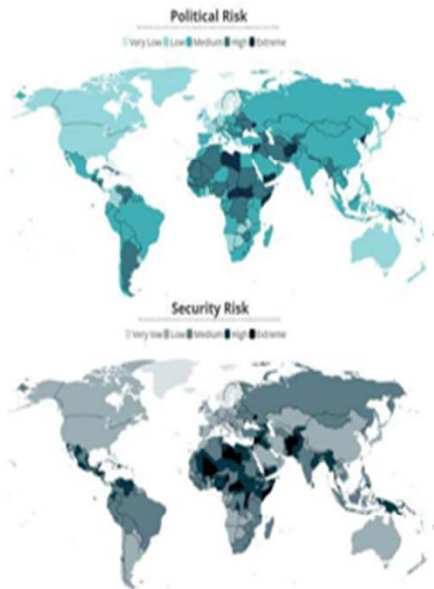 Political Risk
Very Low Low Medium High Extreme
Security Risk
Very low Low Medium High Extreme